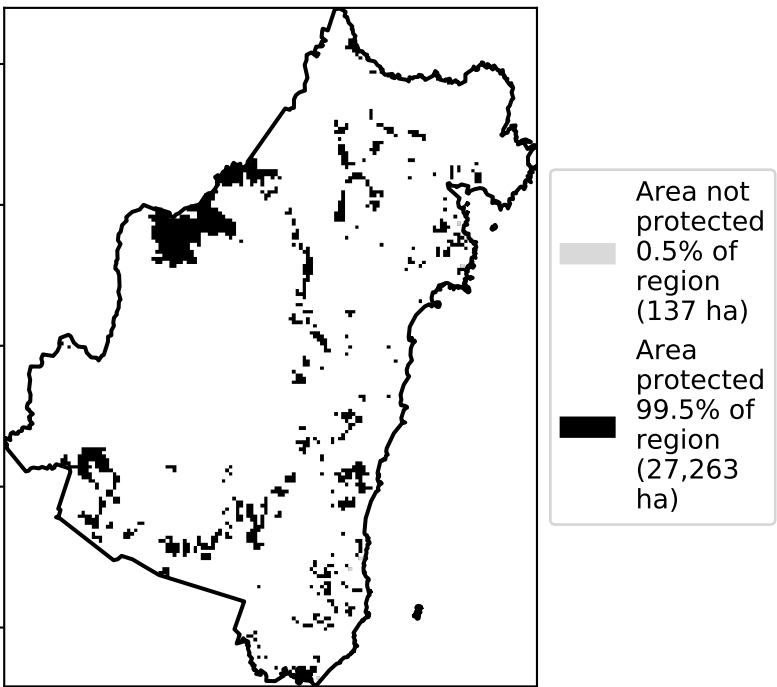 Area not
protected
0.5% of
region
(137 ha)
Area
protected
99.5% of
region
(27,263
ha)